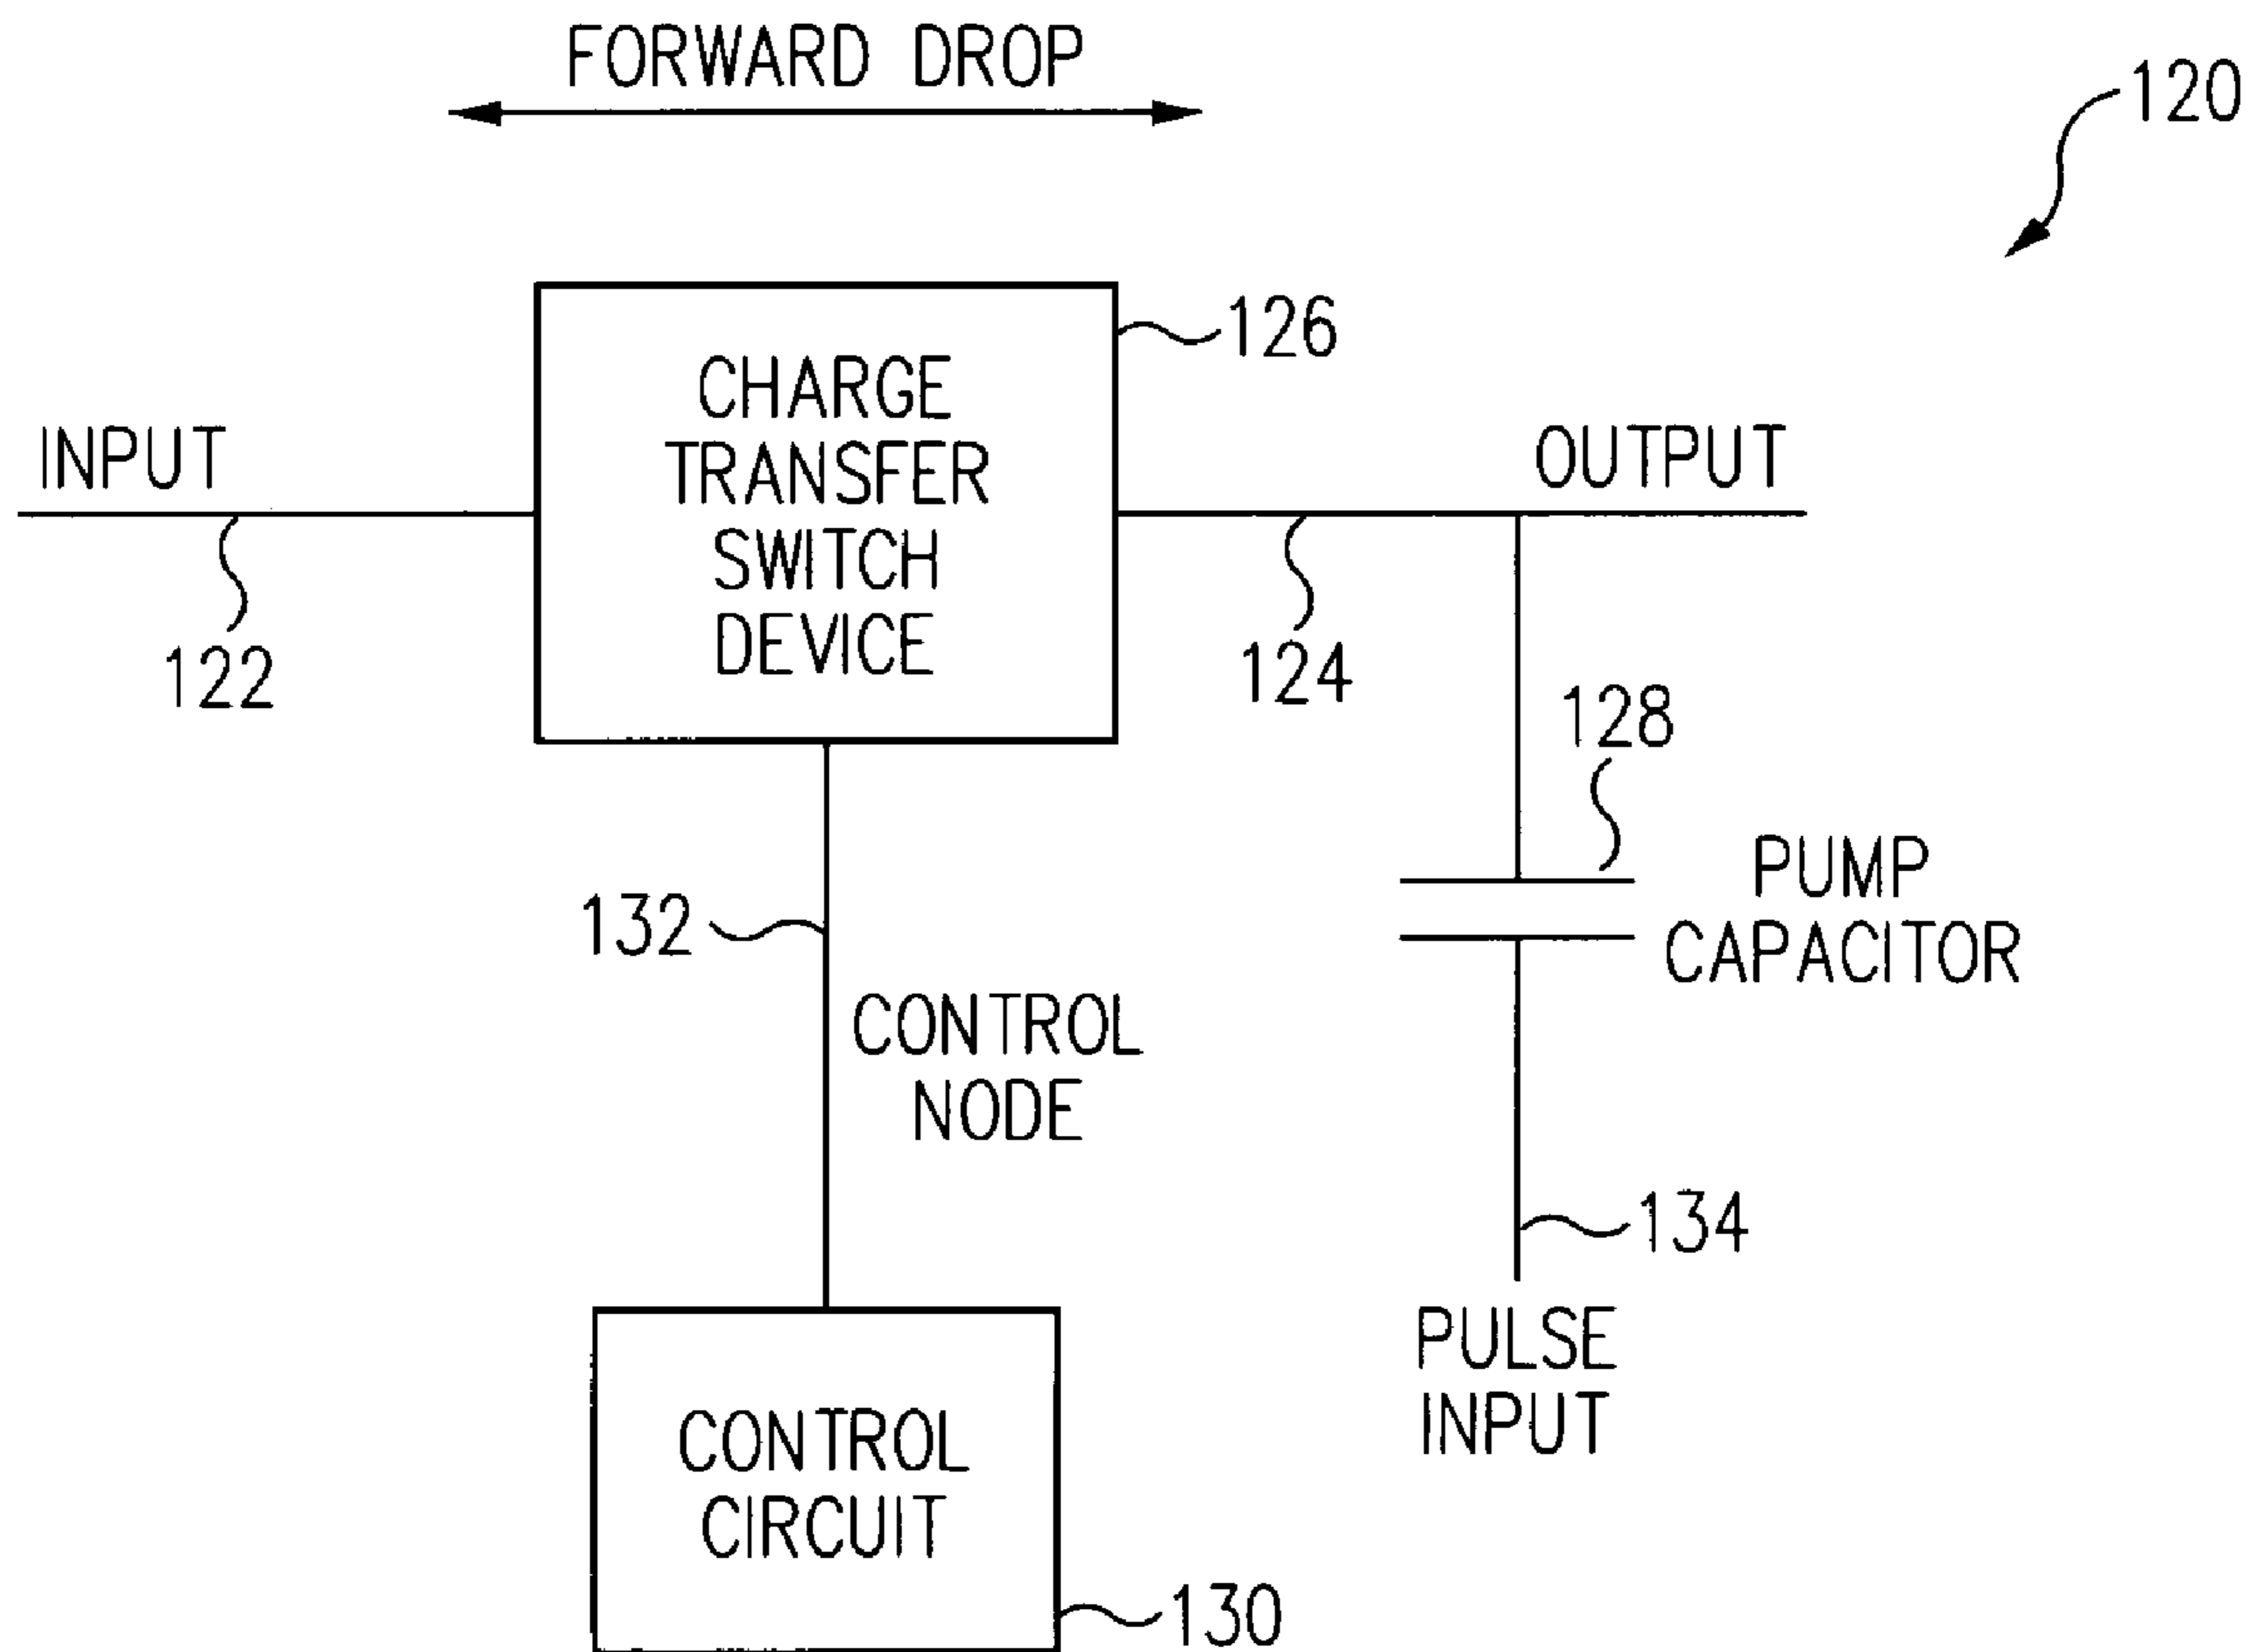 FORWARD DROP
120
126
CHARGE
TRANSFER
SWITCH
DEVICE
INPUT
OUTPUT
122
124
128
PUMP
CAPACITOR
132
CONTROL
NODE
134
PULSE
INPUT
CONTROL
CIRCUIT
130